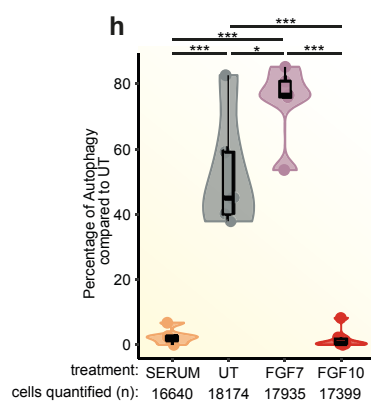 h
***
***
*** * ***
Percentage of Autophagy
compared to UT
80
60
40
20
0
treatment: SERUM UT FGF7 FGF10
cells quantified (n): 16640 18174 17935 17399